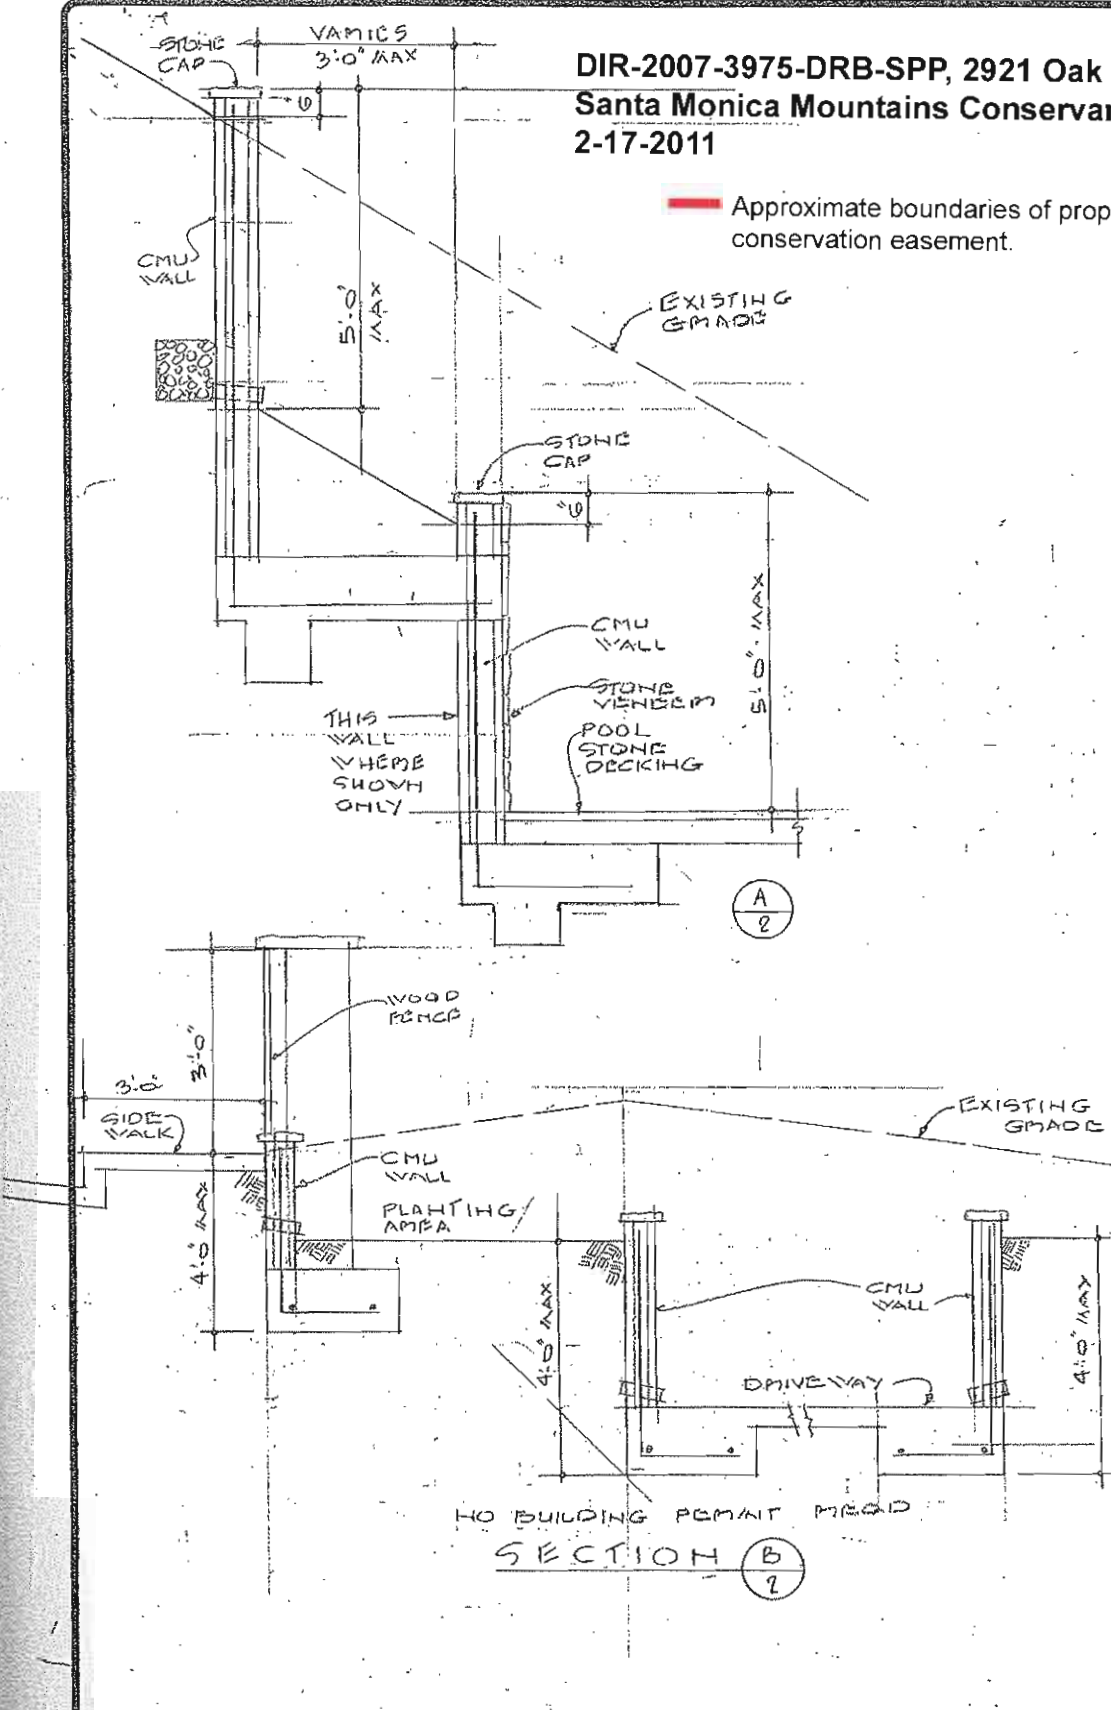 DIR-2007-3975-DRB-SPP, 2921 Oak
Santa Monica Mountains Conservan
2-17-2011
Approximate boundaries of prop
conservation easement.
STONE
CAP
VARIES
3'-0" MAX
6"
CMU
WALL
5'-0"
MAX
EXISTING
GRADE
STONE
CAP
6"
CMU
WALL
5'-0" MAX
STONE
VENEER
THIS
WALL
WHERE
SHOWN
ONLY
POOL
STONE
DECKING
A
2
WOOD
FENCE
3'-0"
3'-0"
SIDE
WALK
CMU
WALL
4'-0" MAX
PLANTING
AREA
EXISTING
GRADE
4'-0" MAX
CMU
WALL
4'-0" MAX
DRIVEWAY
NO BUILDING PERMIT REQD
SECTION B
2